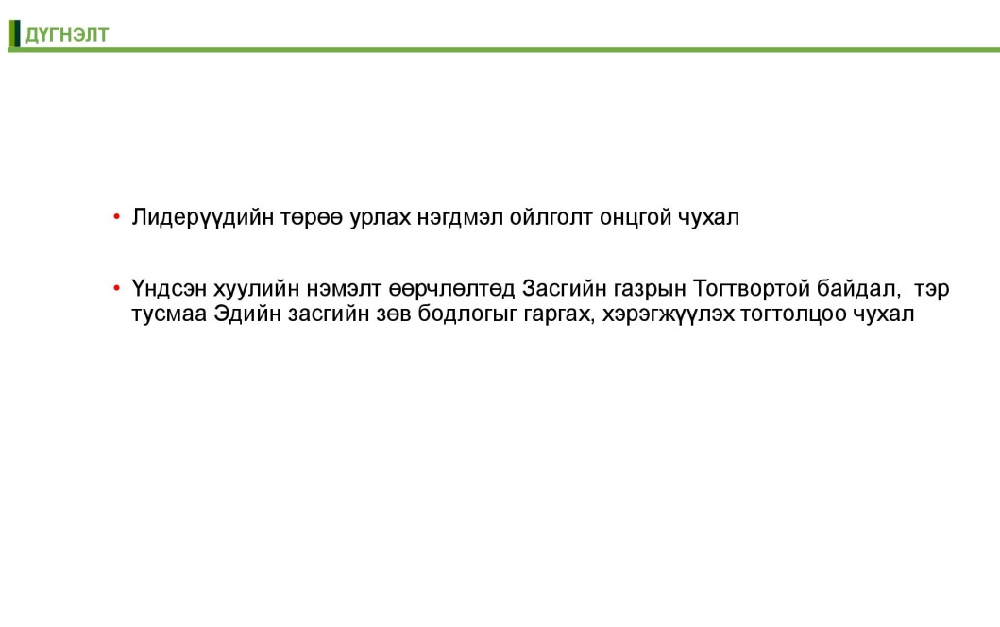 ДҮГНЭЛТ
• Лидерүүдийн төрөө урлах нэгдмэл ойлголт онцгой чухал
• Үндсэн хуулийн нэмэлт өөрчлөлтөд Засгийн газрын Тогтвортой байдал,  тэр
тусмаа Эдийн засгийн зөв бодлогыг гаргах, хэрэгжүүлэх тогтолцоо чухал